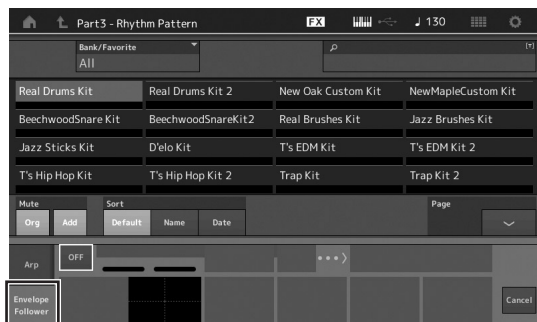 Part3 - Rhythm Pattern FX ♩ 130
Bank/Favorite
All
Real Drums Kit Real Drums Kit 2 New Oak Custom Kit NewMapleCustom Kit
BeechwoodSnare Kit BeechwoodSnareKit2 Real Brushes Kit Jazz Brushes Kit
Jazz Sticks Kit D'elo Kit T's EDM Kit T's EDM Kit 2
T's Hip Hop Kit T's Hip Hop Kit 2 Trap Kit Trap Kit 2
Mute Sort Page
Org Add Default Name Date
Arp OFF
Envelope
Follower
Cancel